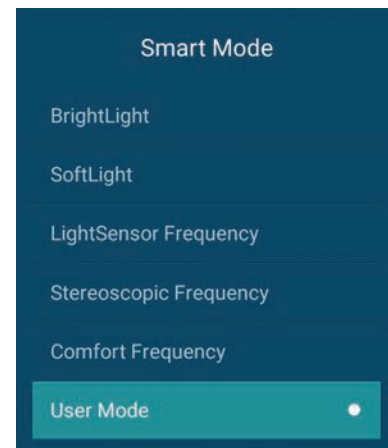 Smart Mode
BrightLight
SoftLight
LightSensor Frequency
Stereoscopic Frequency
Comfort Frequency
User Mode